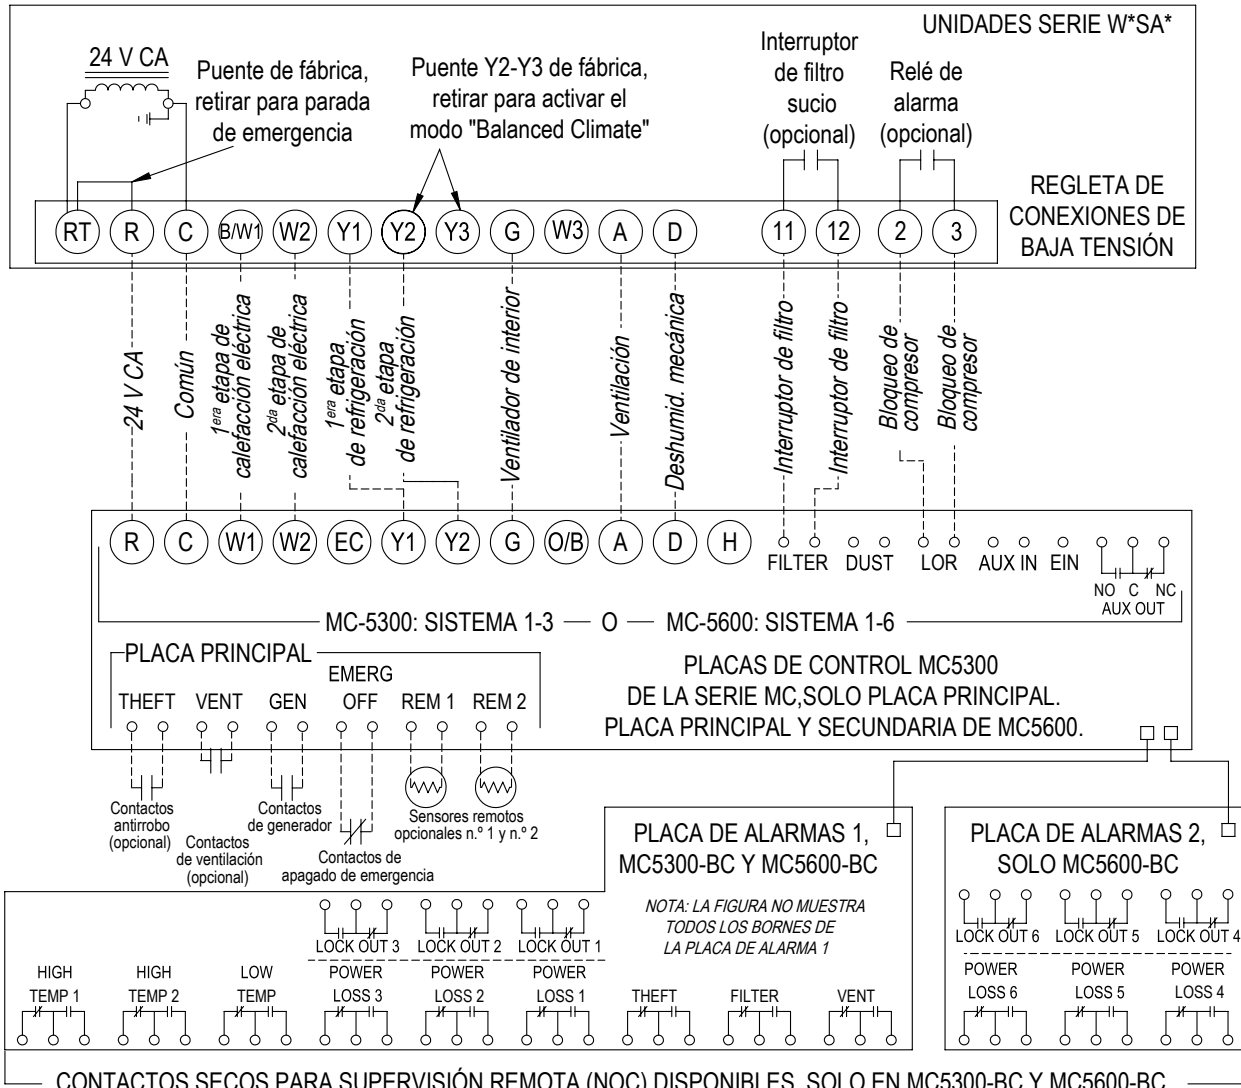 UNIDADES SERIE W*SA*
24 V CA
Puente de fábrica,
retirar para parada
de emergencia
Puente Y2-Y3 de fábrica,
retirar para activar el
modo "Balanced Climate"
Interruptor
de filtro
sucio
(opcional)
Relé de
alarma
(opcional)
REGLETA DE
CONEXIONES DE
BAJA TENSIÓN
RT R C B/W1 W2 Y1 Y2 Y3 G W3 A D 11 12 2 3
24 V CA
Común
1era etapa de
calefacción eléctrica
2da etapa de
calefacción eléctrica
1era etapa
de refrigeración
2da etapa
de refrigeración
Ventilador de interior
Ventilación
Deshumid. mecánica
Interruptor de filtro
Interruptor de filtro
Bloqueo de
compresor
Bloqueo de
compresor
R C W1 W2 EC Y1 Y2 G O/B A D H
FILTER DUST LOR AUX IN EIN
NO C NC
AUX OUT
MC-5300: SISTEMA 1-3 — O — MC-5600: SISTEMA 1-6
PLACA PRINCIPAL
THEFT VENT GEN EMERG OFF REM 1 REM 2
PLACAS DE CONTROL MC5300
DE LA SERIE MC,SOLO PLACA PRINCIPAL.
PLACA PRINCIPAL Y SECUNDARIA DE MC5600.
Contactos
antirrobo
(opcional)
Contactos
de ventilación
(opcional)
Contactos
de generador
Contactos de
apagado de emergencia
Sensores remotos
opcionales n.º 1 y n.º 2
PLACA DE ALARMAS 1,
MC5300-BC Y MC5600-BC
NOTA: LA FIGURA NO MUESTRA
TODOS LOS BORNES DE
LA PLACA DE ALARMA 1
PLACA DE ALARMAS 2,
SOLO MC5600-BC
LOCK OUT 3 LOCK OUT 2 LOCK OUT 1
LOCK OUT 6 LOCK OUT 5 LOCK OUT 4
HIGH HIGH LOW POWER POWER POWER
TEMP 1 TEMP 2 TEMP LOSS 3 LOSS 2 LOSS 1 THEFT FILTER VENT
POWER POWER POWER
LOSS 6 LOSS 5 LOSS 4
CONTACTOS SECOS PARA SUPERVISIÓN REMOTA (NOC) DISPONIBLES, SOLO EN MC5300-BC Y MC5600-BC